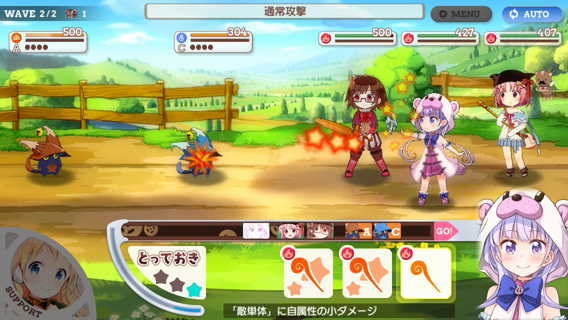 WAVE 2/2 1
通常攻撃
MENU
AUTO
500
A
304
C
500
427
407
A C GO!
とっておき
SUPPORT
「敵単体」に自属性の小ダメージ